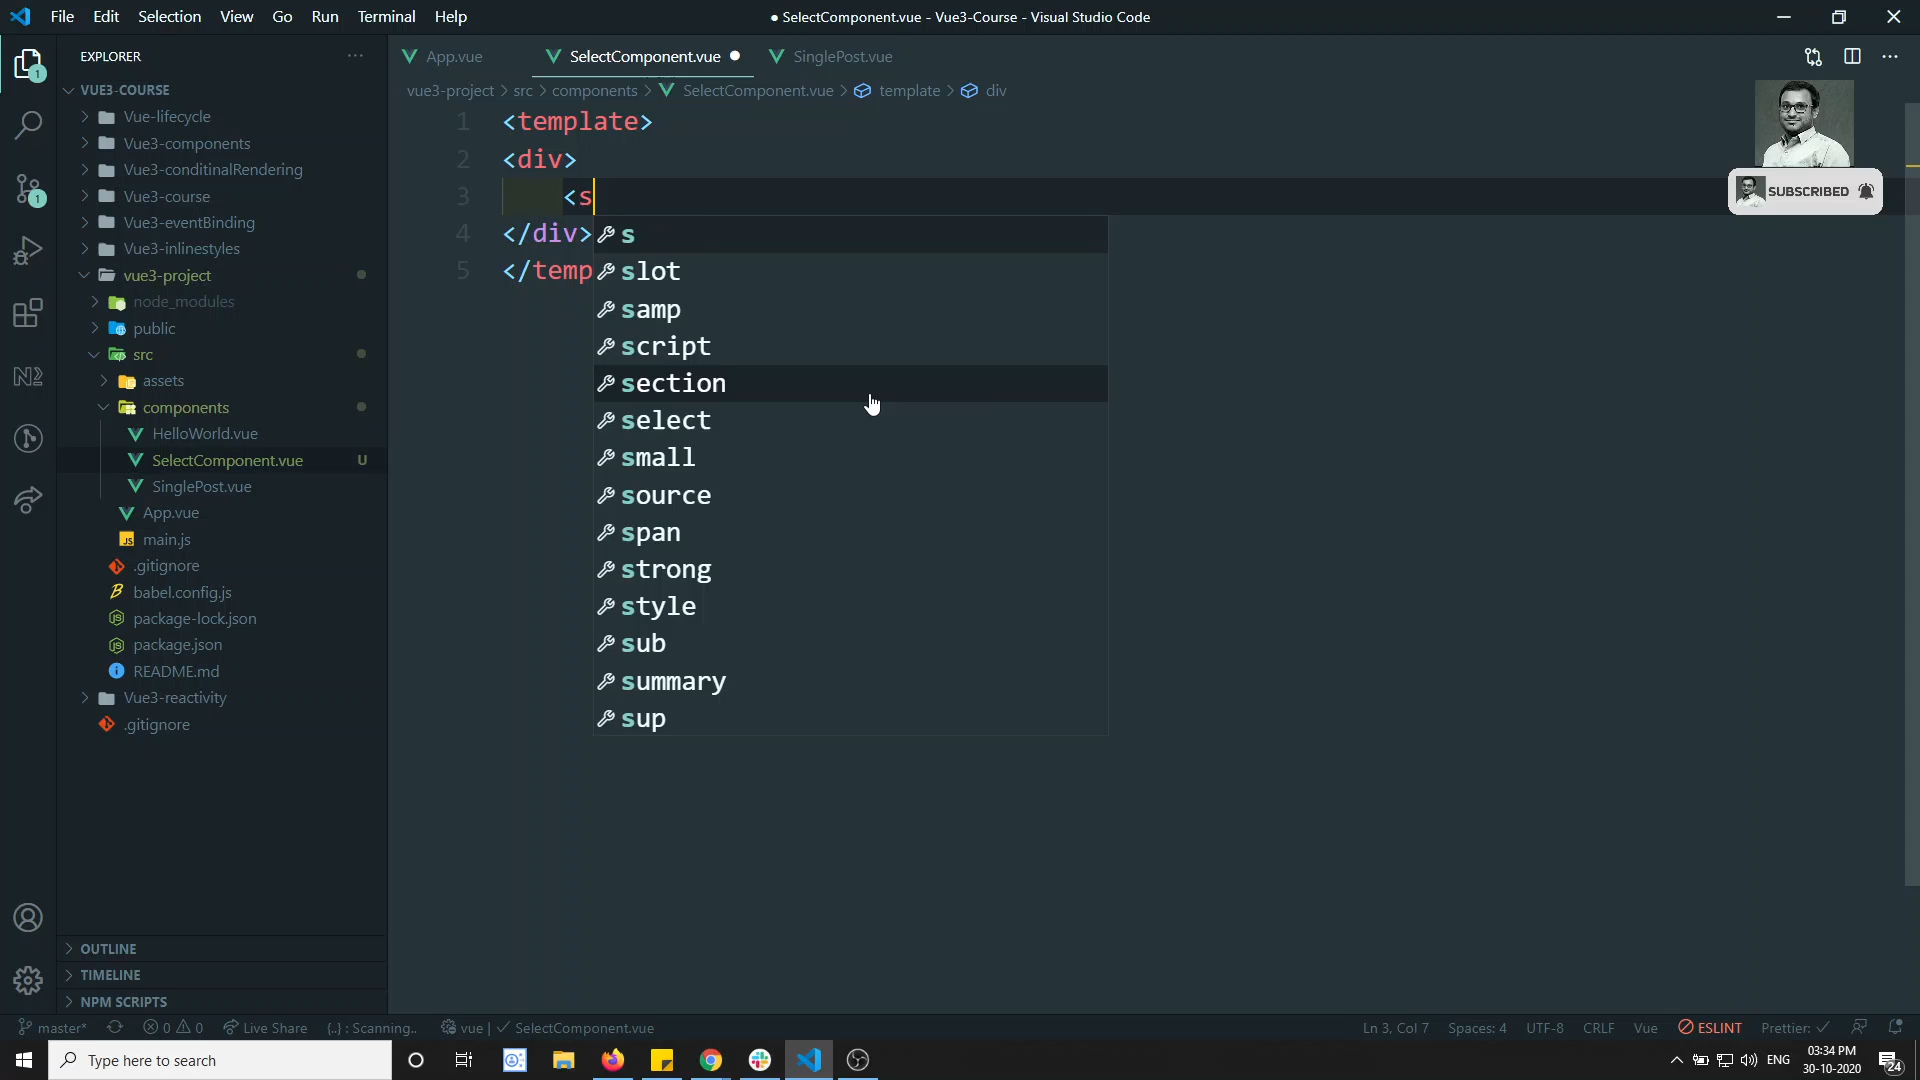 File Edit Selection View Go Run Terminal Help
● SelectComponent.vue - Vue3-Course - Visual Studio Code
EXPLORER
VUE3-COURSE
Vue-lifecycle
Vue3-components
Vue3-conditinalRendering
Vue3-course
Vue3-eventBinding
Vue3-inlinestyles
vue3-project
node_modules
public
src
assets
components
HelloWorld.vue
SelectComponent.vue U
SinglePost.vue
App.vue
main.js
.gitignore
babel.config.js
package-lock.json
package.json
README.md
Vue3-reactivity
.gitignore
OUTLINE
TIMELINE
NPM SCRIPTS
1
1
App.vue SelectComponent.vue ● SinglePost.vue
vue3-project > src > components > SelectComponent.vue > template > div
1 <template>
2 <div>
3 <s
4 </div>
5 </temp
s
slot
samp
script
section
select
small
source
span
strong
style
sub
summary
sup
SUBSCRIBED
master* 0 0 Live Share {..} : Scanning.. vue | ✓ SelectComponent.vue Ln 3, Col 7 Spaces: 4 UTF-8 CRLF Vue ESLINT Prettier: ✓
Type here to search
ENG
03:34 PM
30-10-2020
24